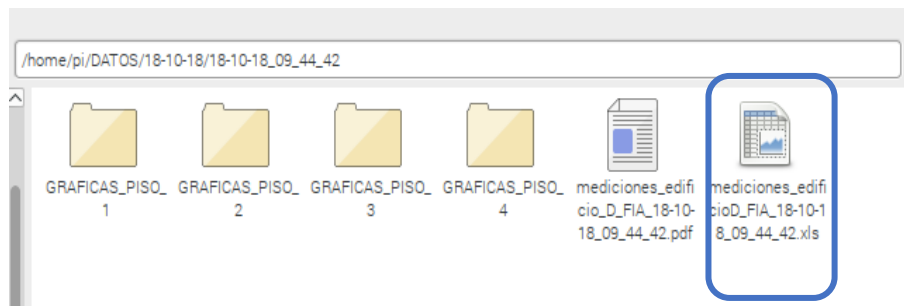 /home/pi/DATOS/18-10-18/18-10-18_09_44_42
GRAFICAS_PISO_
1
GRAFICAS_PISO_
2
GRAFICAS_PISO_
3
GRAFICAS_PISO_
4
mediciones_edifi
cio_D_FIA_18-10-
18_09_44_42.pdf
mediciones_edifi
cioD_FIA_18-10-1
8_09_44_42.xls